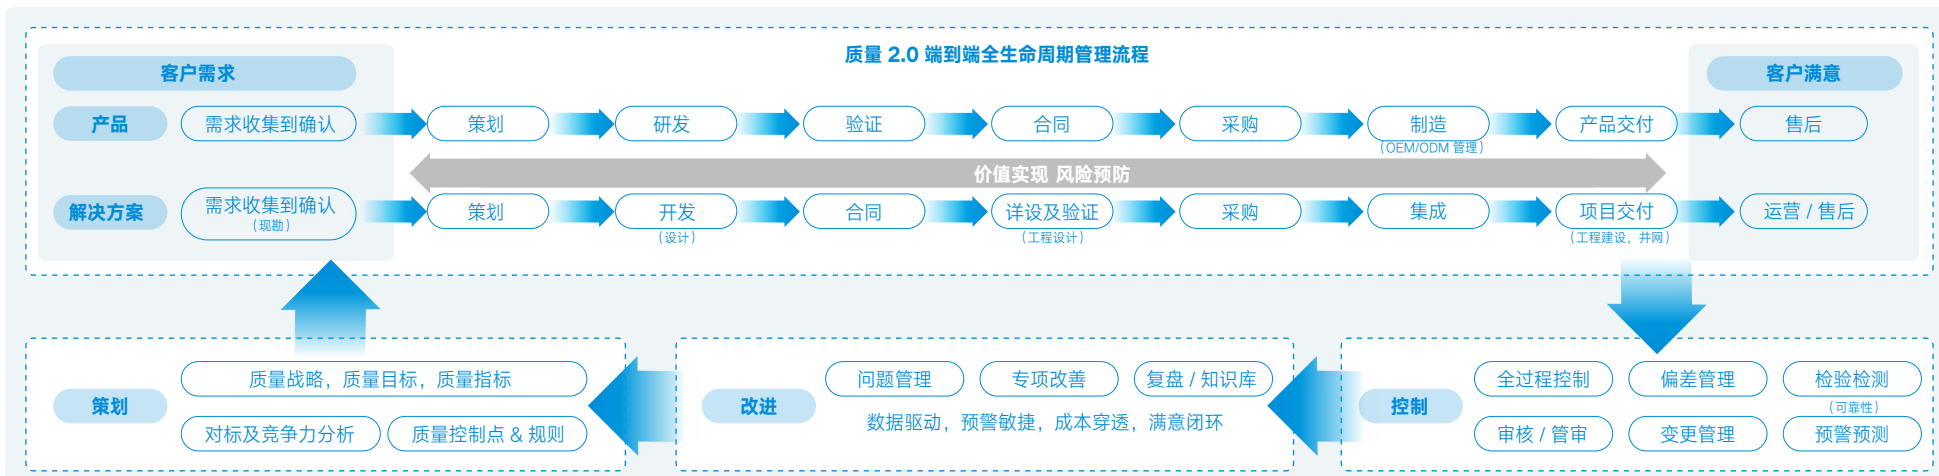 质量 2.0 端到端全生命周期管理流程
客户需求
客户满意
产品
需求收集到确认
策划
研发
验证
合同
采购
制造
(OEM/ODM 管理)
产品交付
售后
价值实现 风险预防
解决方案
需求收集到确认
(现勘)
策划
开发
(设计)
合同
详设及验证
(工程设计)
采购
集成
项目交付
(工程建设，并网)
运营 / 售后
策划
质量战略，质量目标，质量指标
对标及竞争力分析
质量控制点 & 规则
改进
问题管理
专项改善
复盘 / 知识库
数据驱动，预警敏捷，成本穿透，满意闭环
控制
全过程控制
偏差管理
检验检测
(可靠性)
审核 / 管审
变更管理
预警预测